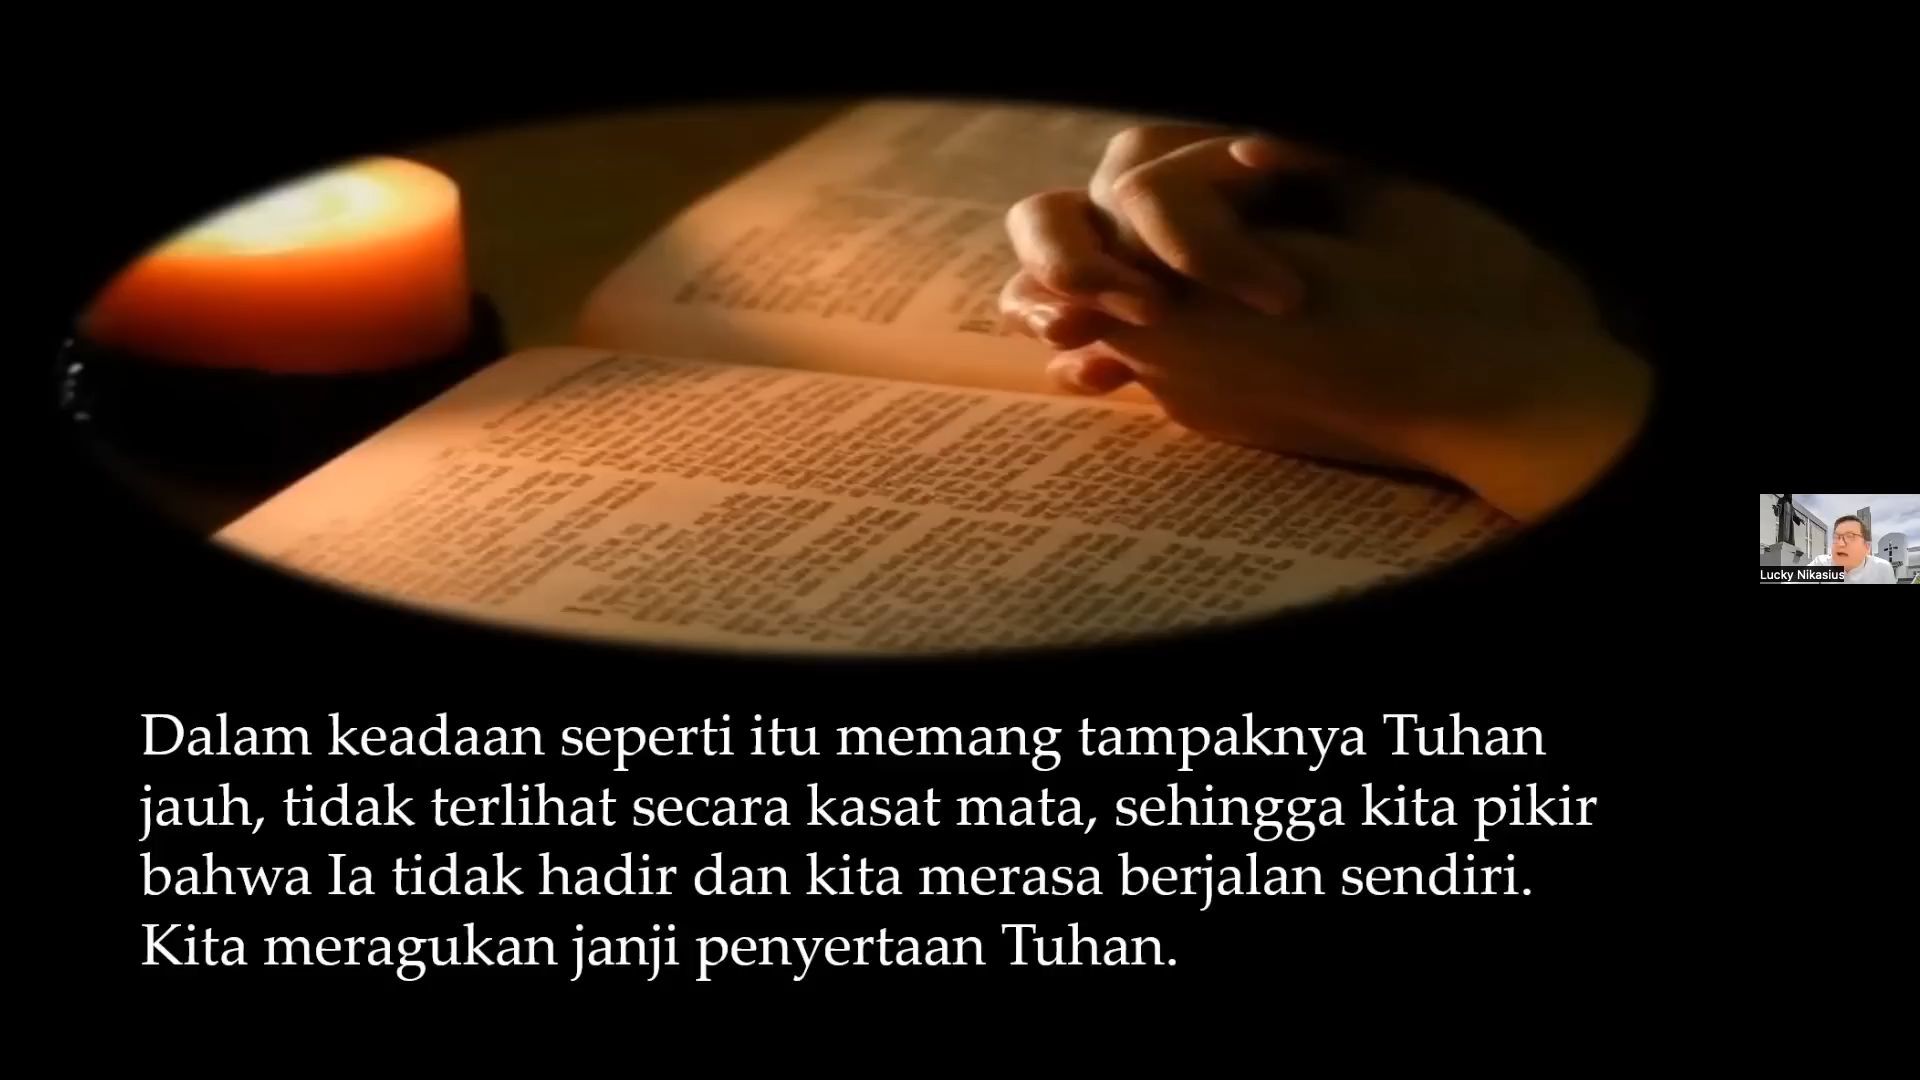 Lucky Nikasius
Dalam keadaan seperti itu memang tampaknya Tuhan
jauh, tidak terlihat secara kasat mata, sehingga kita pikir
bahwa Ia tidak hadir dan kita merasa berjalan sendiri.
Kita meragukan janji penyertaan Tuhan.